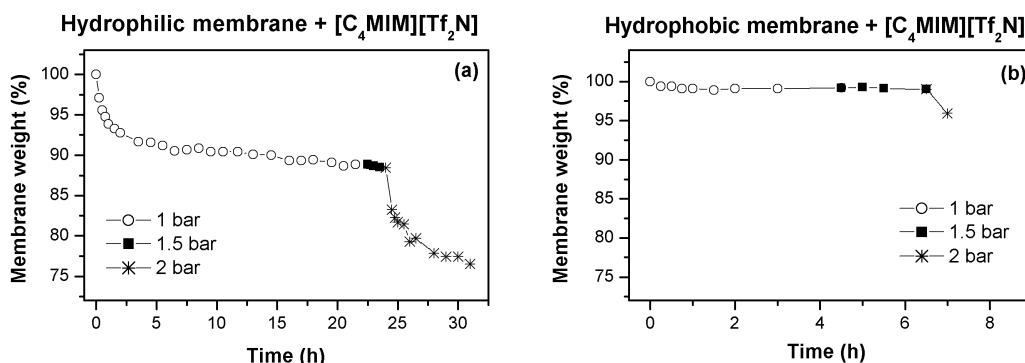 Hydrophilic membrane + [C₄MIM][Tf₂N]
(a)
Membrane weight (%)
100
95
90
85
80
75
1 bar
1.5 bar
2 bar
0 5 10 15 20 25 30
Time (h)
Hydrophobic membrane + [C₄MIM][Tf₂N]
(b)
Membrane weight (%)
100
95
90
85
80
75
1 bar
1.5 bar
2 bar
0 2 4 6 8
Time (h)